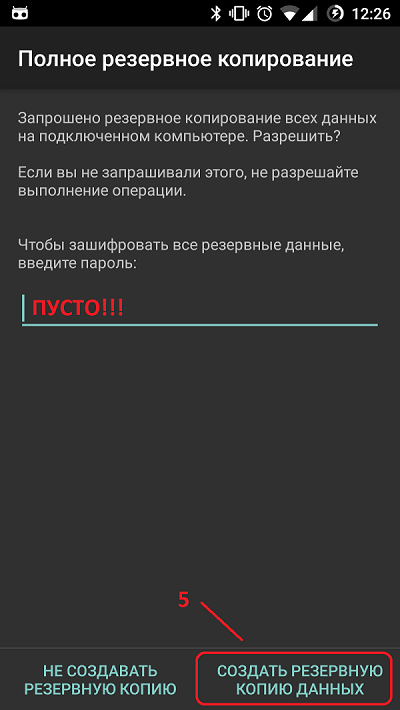 12:26
Полное резервное копирование
Запрошено резервное копирование всех данных
на подключенном компьютере. Разрешить?
Если вы не запрашивали этого, не разрешайте
выполнение операции.
Чтобы зашифровать все резервные данные,
введите пароль:
ПУСТО!!!
5
НЕ СОЗДАВАТЬ
РЕЗЕРВНУЮ КОПИЮ
СОЗДАТЬ РЕЗЕРВНУЮ
КОПИЮ ДАННЫХ